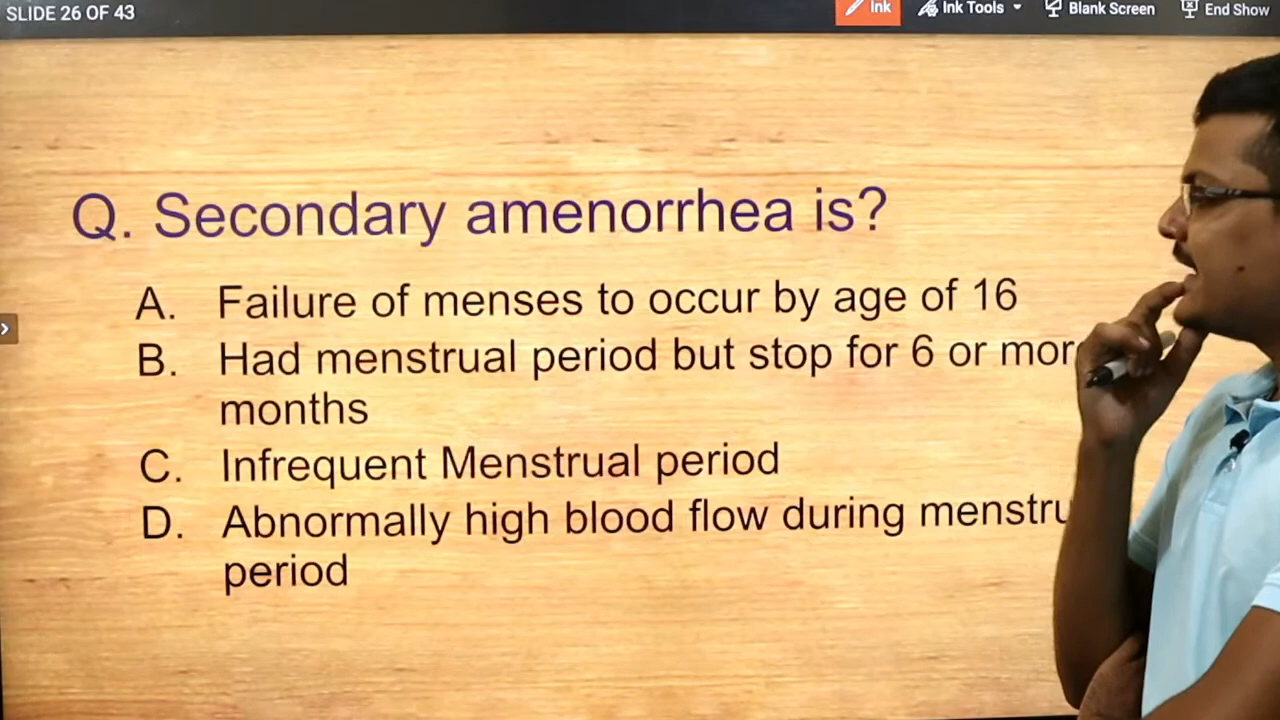 SLIDE 26 OF 43
Ink
Ink Tools
Blank Screen
End Show
Q. Secondary amenorrhea is?
A. Failure of menses to occur by age of 16
B. Had menstrual period but stop for 6 or
months
C. Infrequent Menstrual period
D. Abnormally high blood flow during
period